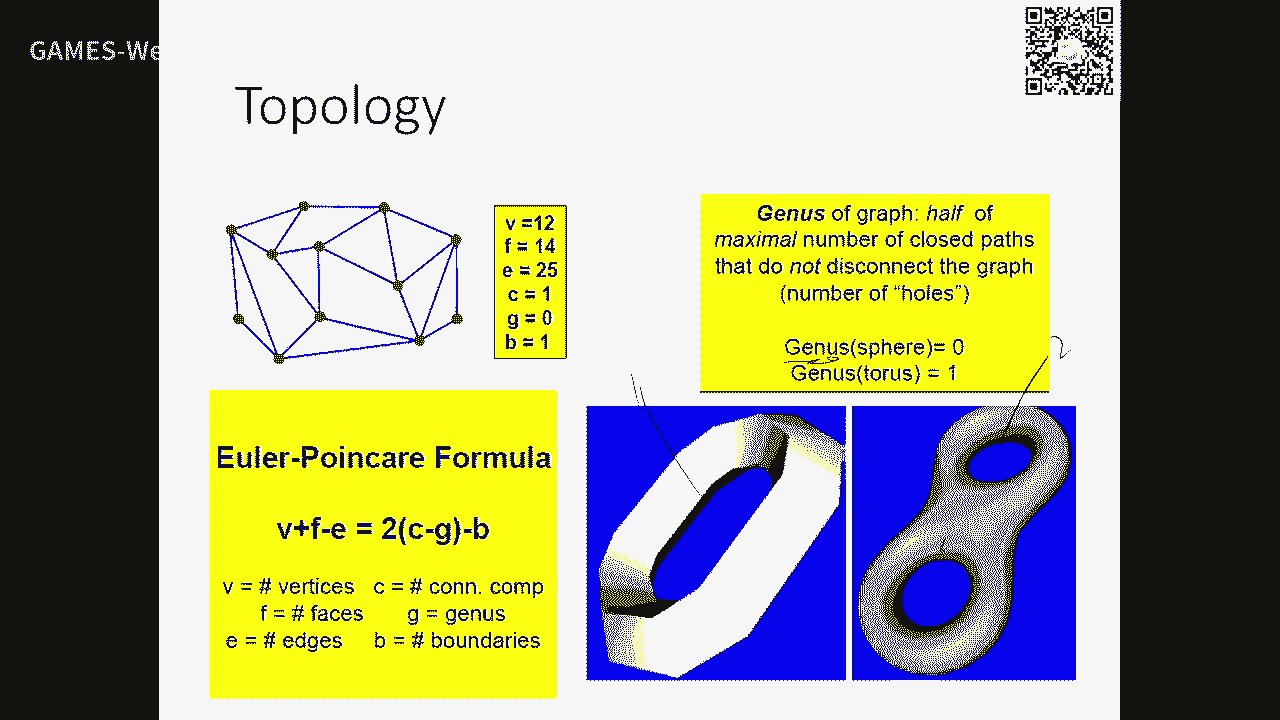 GAMES-We
Topology
v =12
f = 14
e = 25
c = 1
g = 0
b = 1
Genus of graph: half of
maximal number of closed paths
that do not disconnect the graph
(number of “holes”)
Genus(sphere)= 0
Genus(torus) = 1
2
Euler-Poincare Formula
v+f-e = 2(c-g)-b
v = # vertices c = # conn. comp
f = # faces g = genus
e = # edges b = # boundaries